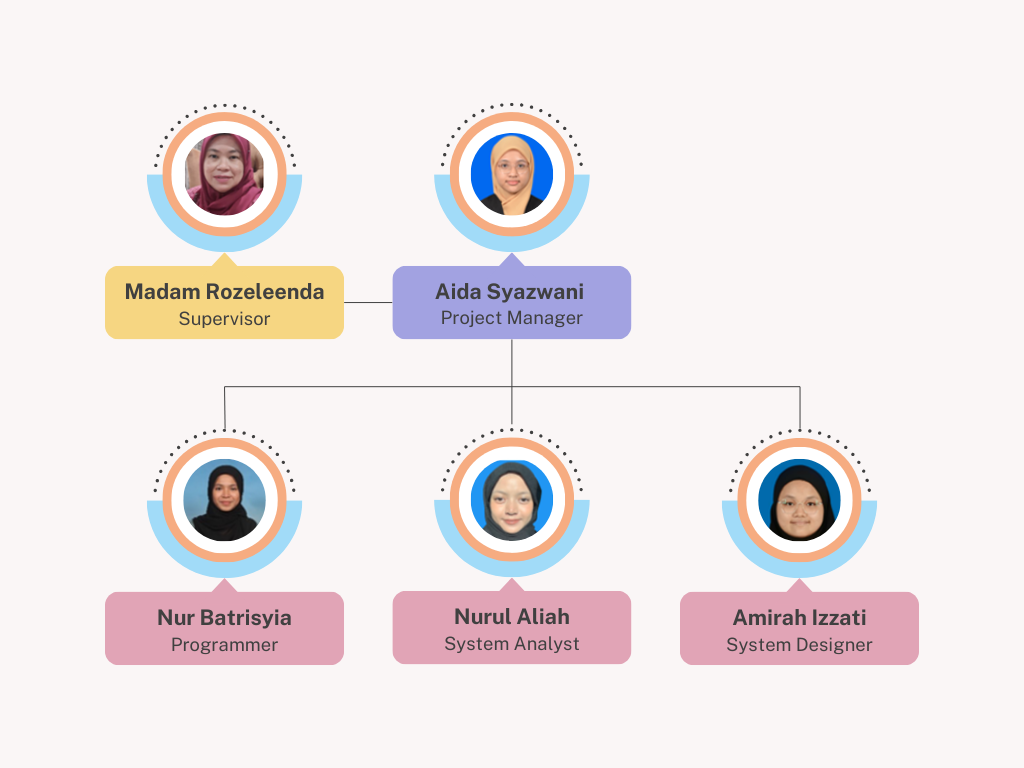 Madam Rozeleenda
Supervisor
Aida Syazwani
Project Manager
Nur Batrisyia
Programmer
Nurul Aliah
System Analyst
Amirah Izzati
System Designer